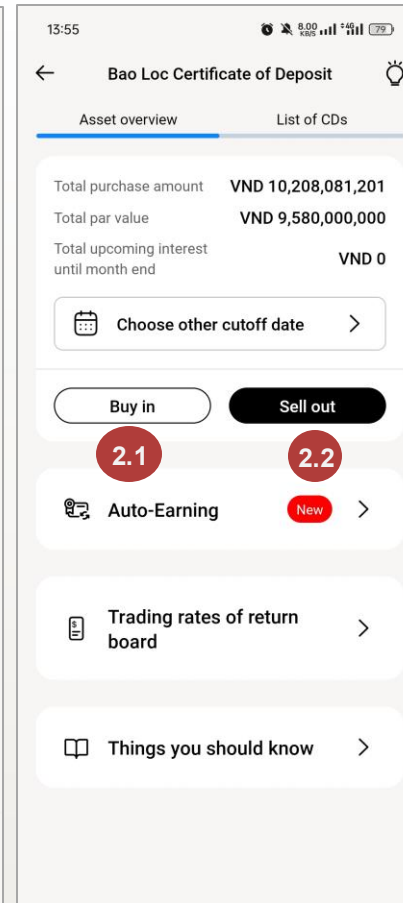 13:55 8.00 KB/S 4G 79
Bao Loc Certificate of Deposit
Asset overview List of CDs
Total purchase amount VND 10,208,081,201
Total par value VND 9,580,000,000
Total upcoming interest
until month end VND 0
Choose other cutoff date
Buy in Sell out
2.1 2.2
Auto-Earning New
Trading rates of return
board
Things you should know